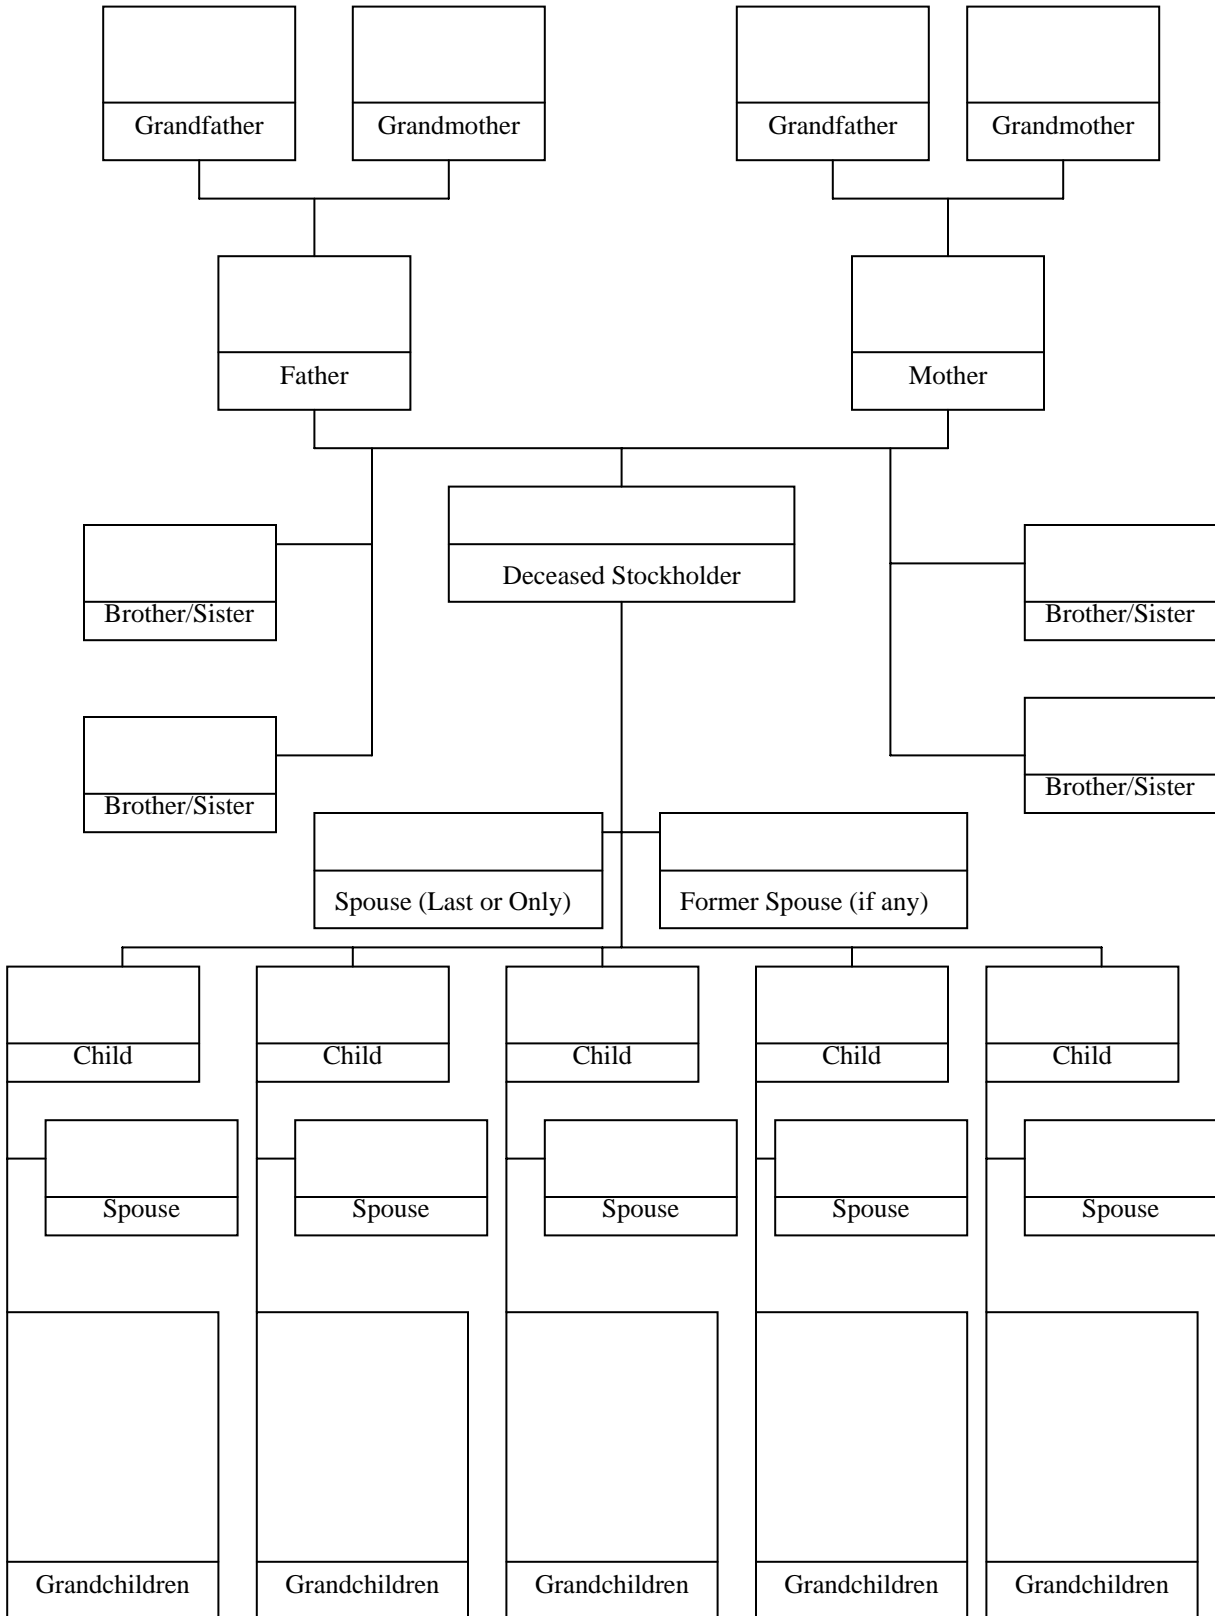 Grandfather
Grandmother
Grandfather
Grandmother
Father
Mother
Deceased Stockholder
Brother/Sister
Brother/Sister
Brother/Sister
Brother/Sister
Spouse (Last or Only)
Former Spouse (if any)
Child
Child
Child
Child
Child
Spouse
Spouse
Spouse
Spouse
Spouse
Grandchildren
Grandchildren
Grandchildren
Grandchildren
Grandchildren